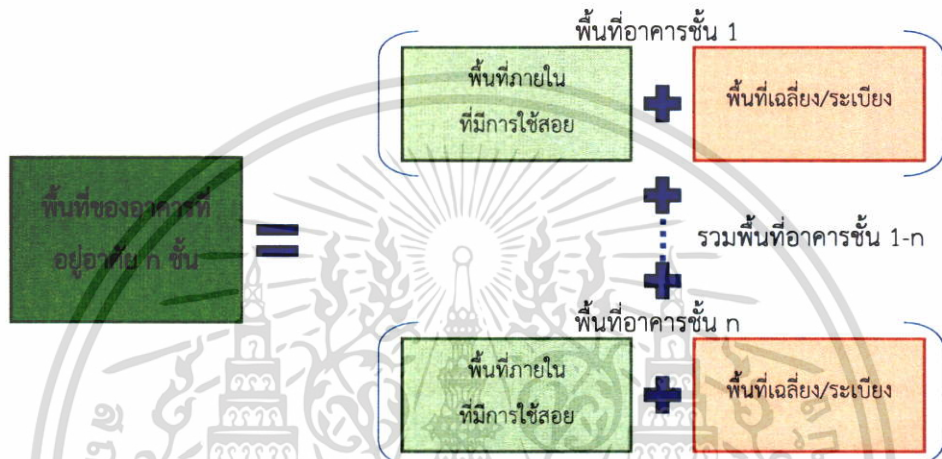 พื้นที่อาคารชั้น 1
พื้นที่ภายใน
ที่มีการใช้สอย
พื้นที่เฉลี่ยง/ระเบียง
พื้นที่ของอาคารที่
อยู่อาศัย n ชั้น
รวมพื้นที่อาคารชั้น 1-n
พื้นที่อาคารชั้น n
พื้นที่ภายใน
ที่มีการใช้สอย
พื้นที่เฉลี่ยง/ระเบียง